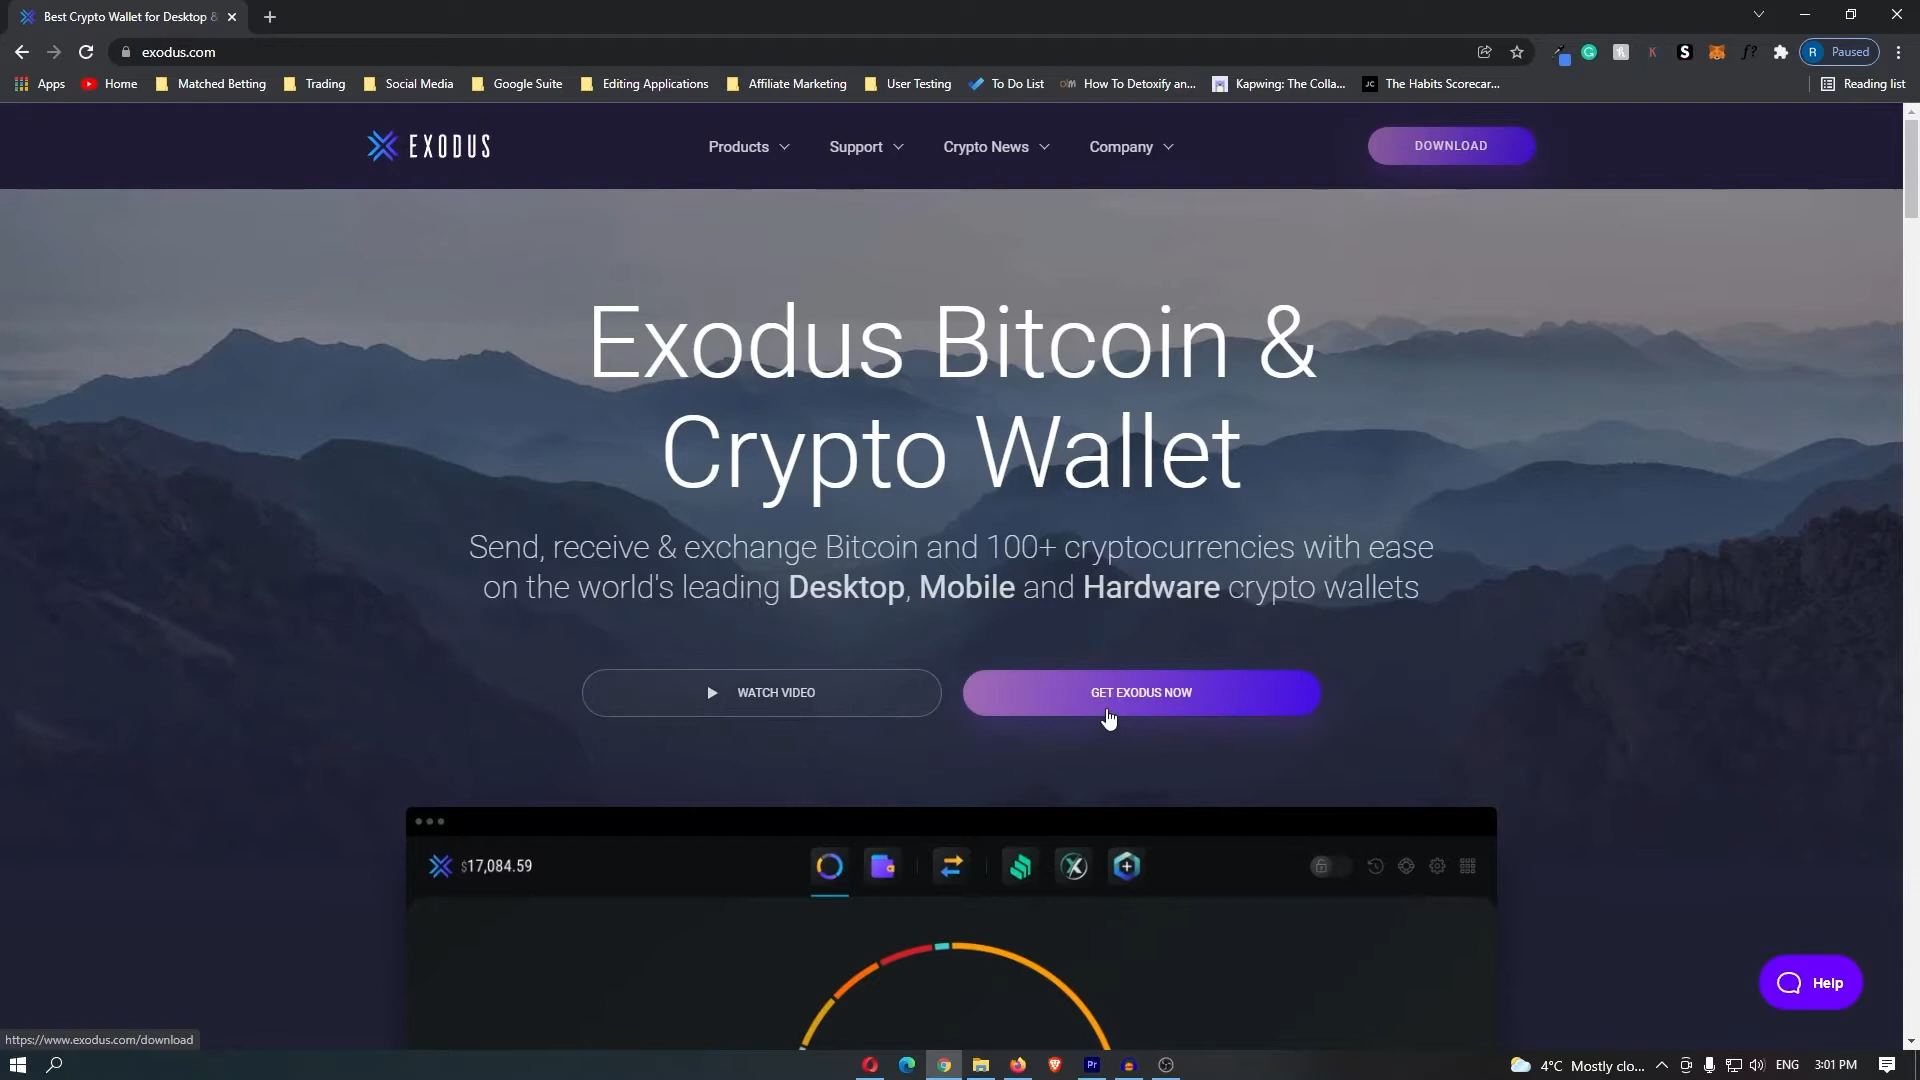 Best Crypto Wallet for Desktop &
exodus.com
R Paused
Apps Home Matched Betting Trading Social Media Google Suite Editing Applications Affiliate Marketing User Testing To Do List How To Detoxify an... Kapwing: The Colla... JC The Habits Scorecar... Reading list
EXODUS
Products Support Crypto News Company DOWNLOAD
Exodus Bitcoin &
Crypto Wallet
Send, receive & exchange Bitcoin and 100+ cryptocurrencies with ease
on the world's leading Desktop, Mobile and Hardware crypto wallets
WATCH VIDEO GET EXODUS NOW
$17,084.59
Help
https://www.exodus.com/download
Pr 4°C Mostly clo... ENG 3:01 PM